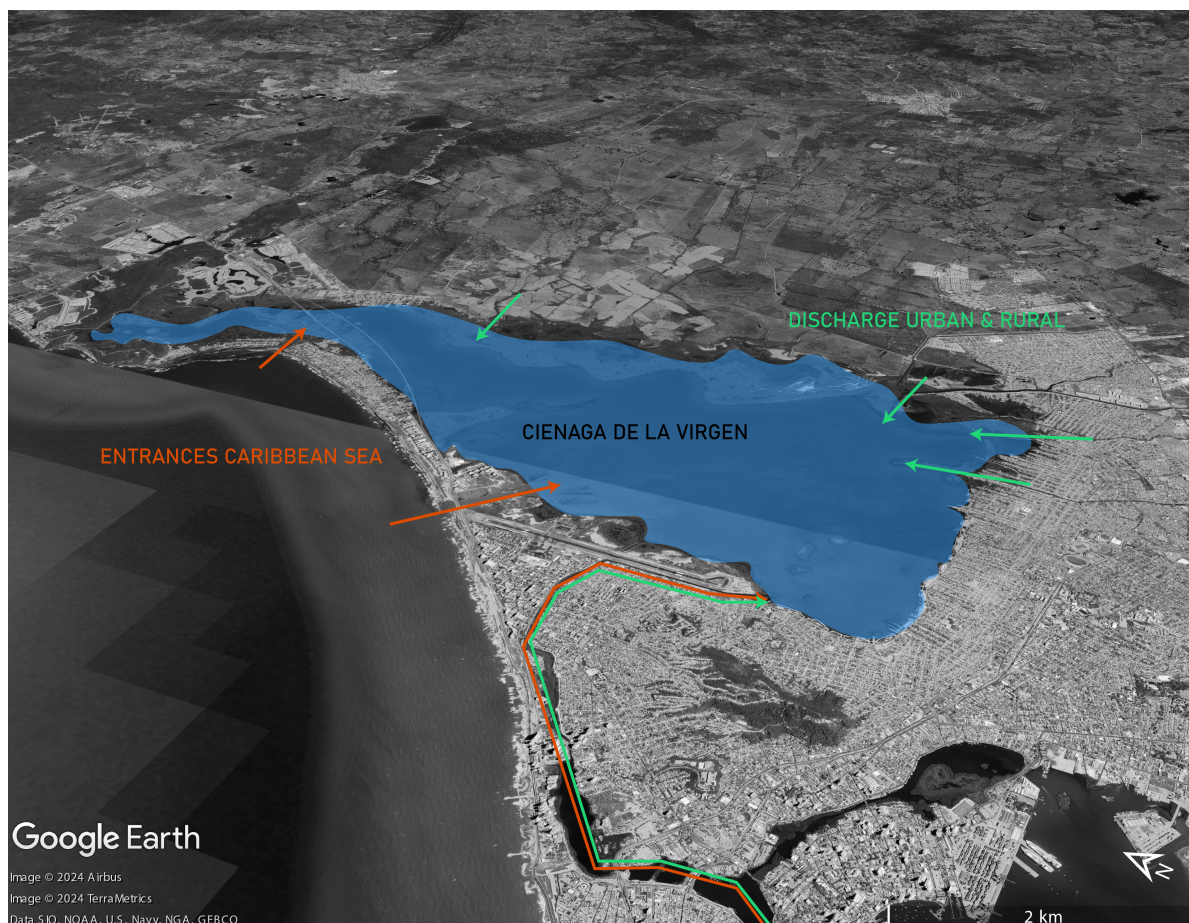 DISCHARGE URBAN & RURAL
CIENAGA DE LA VIRGEN
ENTRANCES CARIBBEAN SEA
Google Earth
Image © 2024 Airbus
Image © 2024 TerraMetrics
Data SIO, NOAA, U.S. Navy, NGA, GEBCO
N
2 km